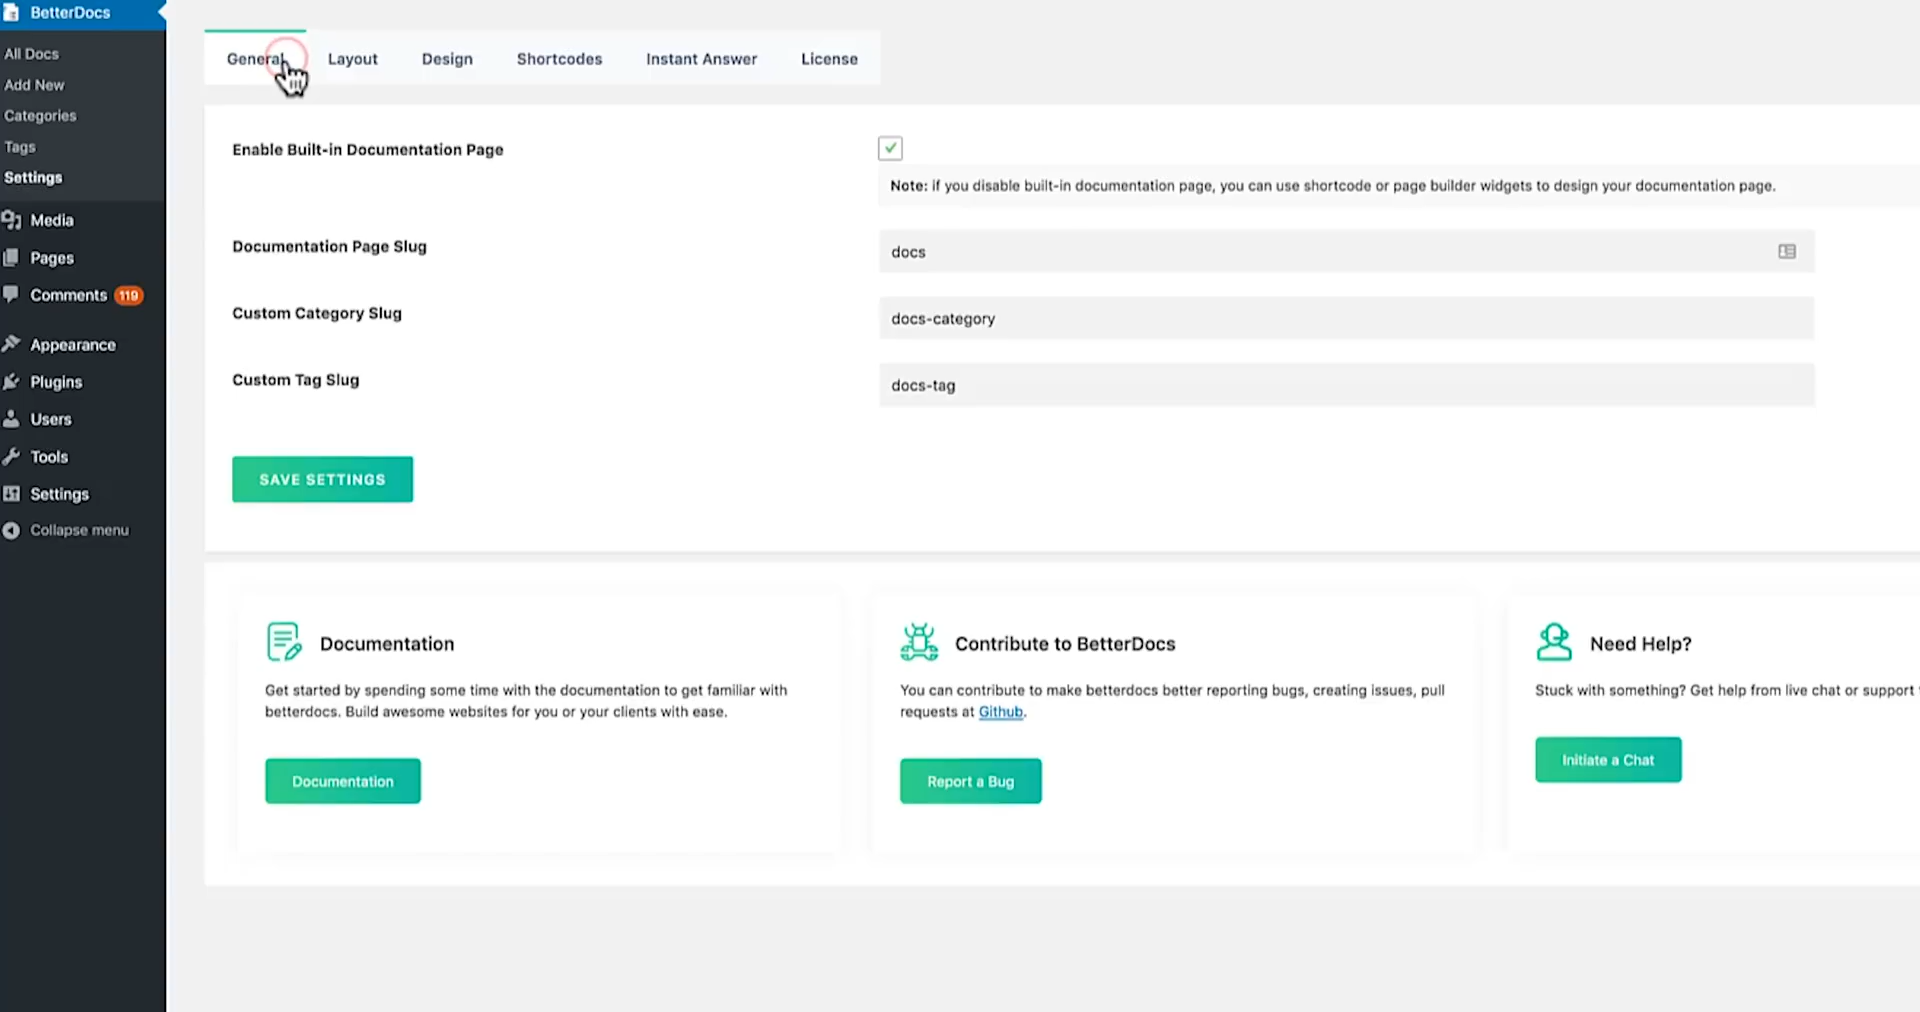 BetterDocs
All Docs
Add New
Categories
Tags
Settings
Media
Pages
Comments 119
Appearance
Plugins
Users
Tools
Settings
Collapse menu
General Layout Design Shortcodes Instant Answer License
Enable Built-in Documentation Page
Note: if you disable built-in documentation page, you can use shortcode or page builder widgets to design your documentation page.
Documentation Page Slug
docs
Custom Category Slug
docs-category
Custom Tag Slug
docs-tag
SAVE SETTINGS
Documentation
Get started by spending some time with the documentation to get familiar with
betterdocs. Build awesome websites for you or your clients with ease.
Documentation
Contribute to BetterDocs
You can contribute to make betterdocs better reporting bugs, creating issues, pull
requests at Github.
Report a Bug
Need Help?
Stuck with something? Get help from live chat or support
Initiate a Chat